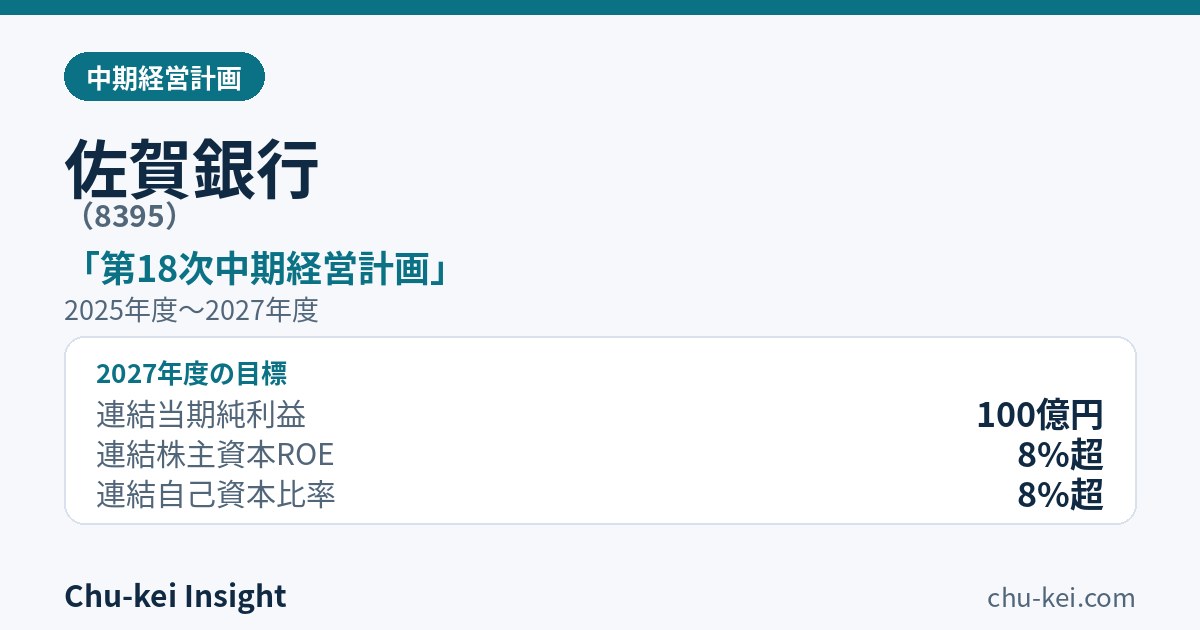 中期経営計画
佐賀銀行
（8395）
「第18次中期経営計画」
2025年度～2027年度
2027年度の目標
連結当期純利益 100億円
連結株主資本ROE 8%超
連結自己資本比率 8%超
Chu-kei Insight chu-kei.com